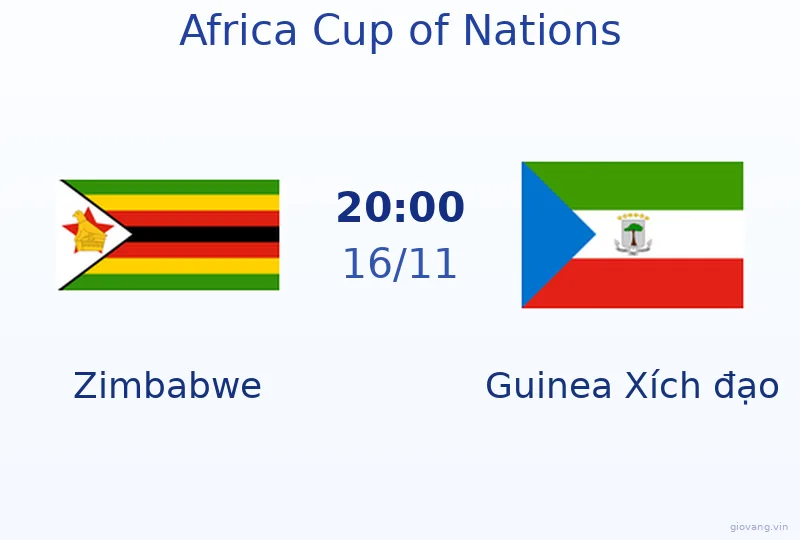 Africa Cup of Nations
20:00
16/11
Zimbabwe
Guinea Xích đạo
giovang.vin